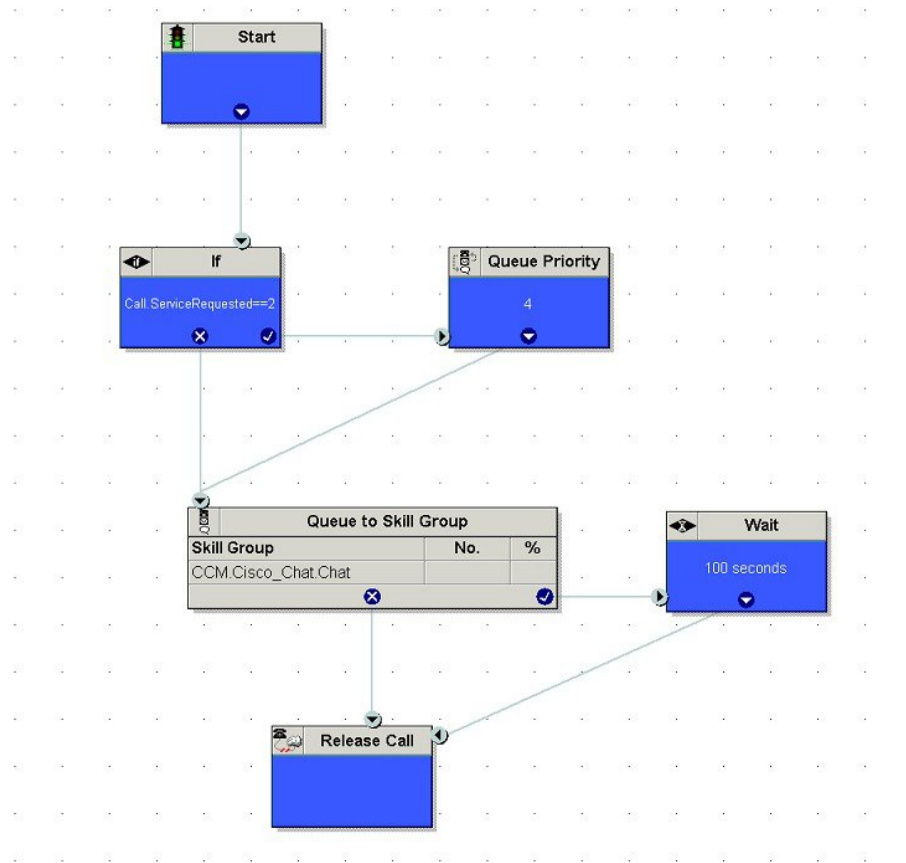 Start
If
Call.ServiceRequested==2
Queue Priority
4
Queue to Skill Group
Skill Group No. %
CCM.Cisco_Chat.Chat
Wait
100 seconds
Release Call